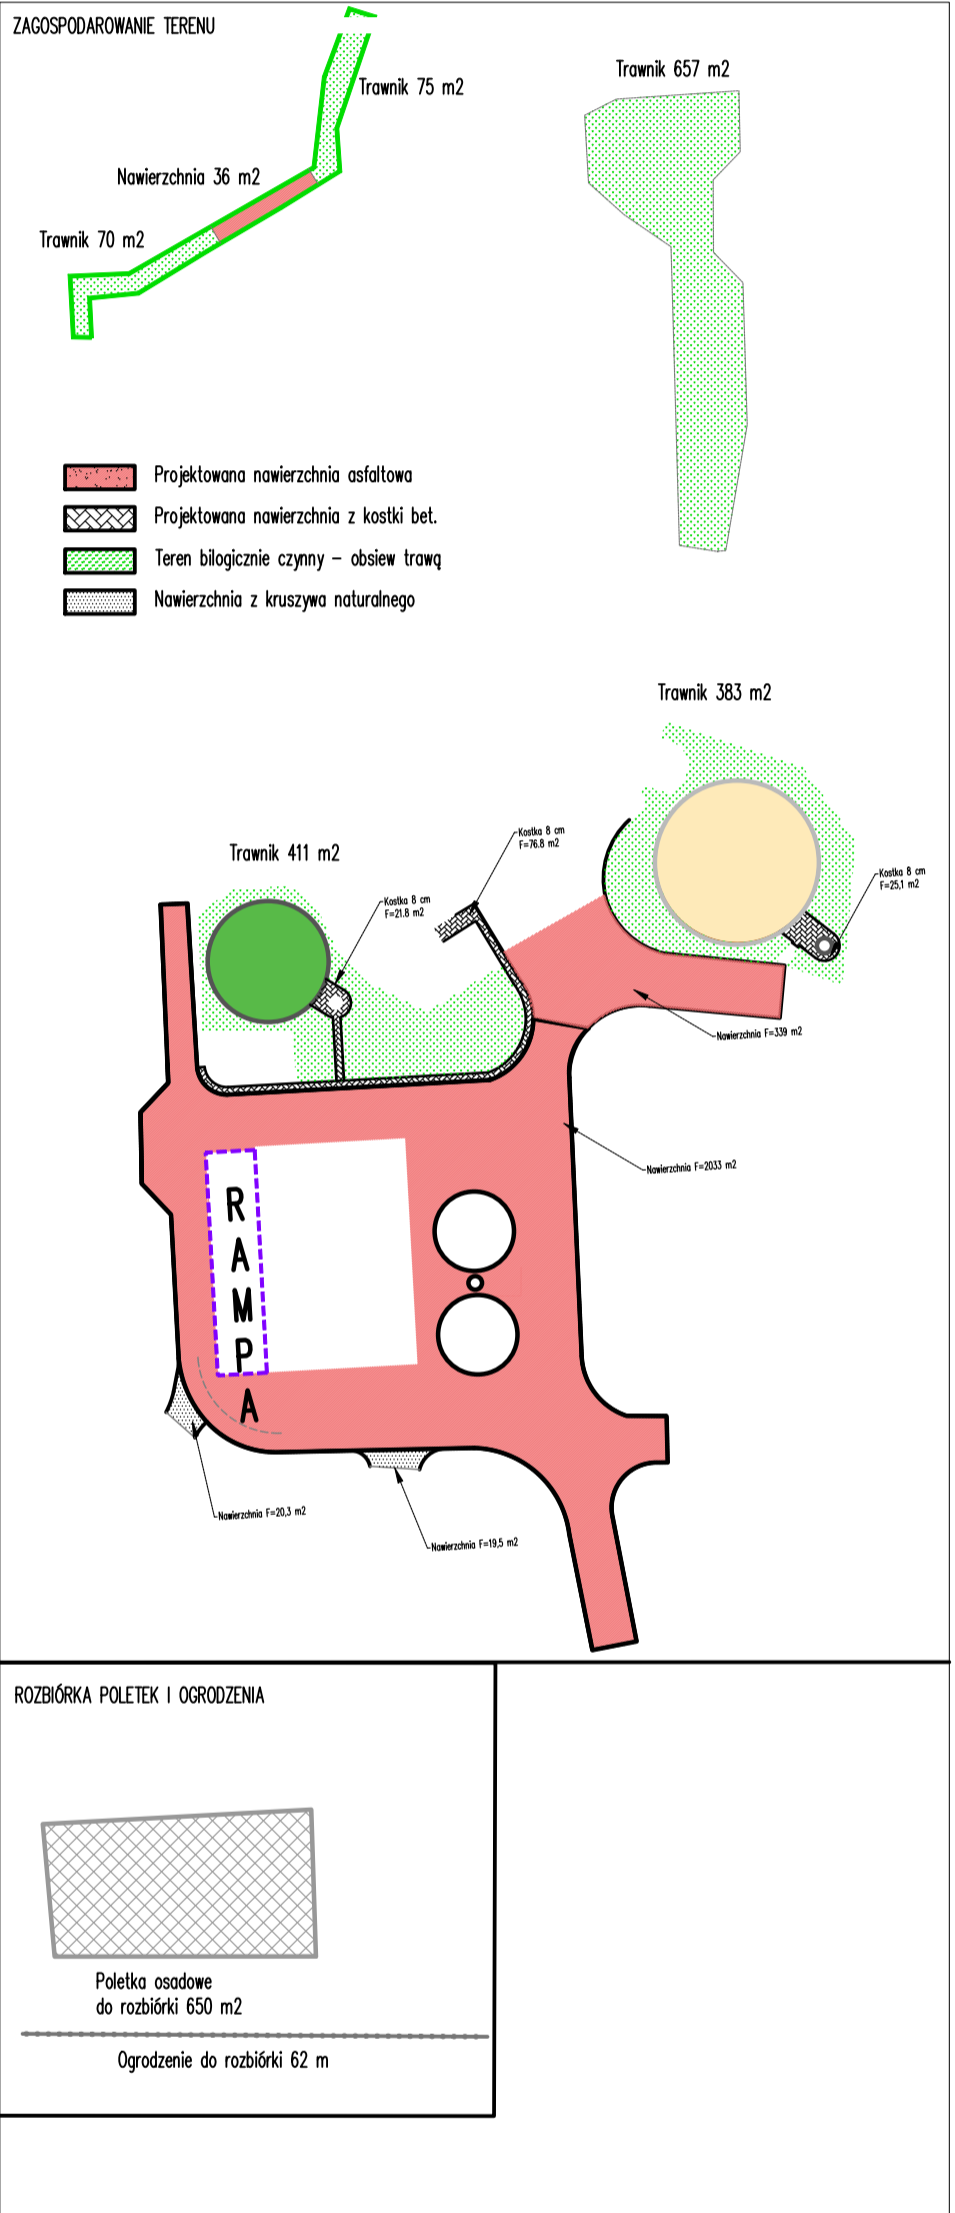 ZAGOSPODAROWANIE TERENU
Trawnik 75 m2
Trawnik 657 m2
Nawierzchnia 36 m2
Trawnik 70 m2
Projektowana nawierzchnia asfaltowa
Projektowana nawierzchnia z kostki bet.
Teren bilogicznie czynny – obsiew trawą
Nawierzchnia z kruszywa naturalnego
Trawnik 383 m2
Trawnik 411 m2
Kostka 8 cm
F=76.8 m2
Kostka 8 cm
F=25,1 m2
Kostka 8 cm
F=21.8 m2
Nawierzchnia F=339 m2
Nawierzchnia F=2033 m2
R
A
M
P
A
Nawierzchnia F=20,3 m2
Nawierzchnia F=19,5 m2
ROZBIÓRKA POLETEK I OGRODZENIA
Poletka osadowe
do rozbiórki 650 m2
Ogrodzenie do rozbiórki 62 m